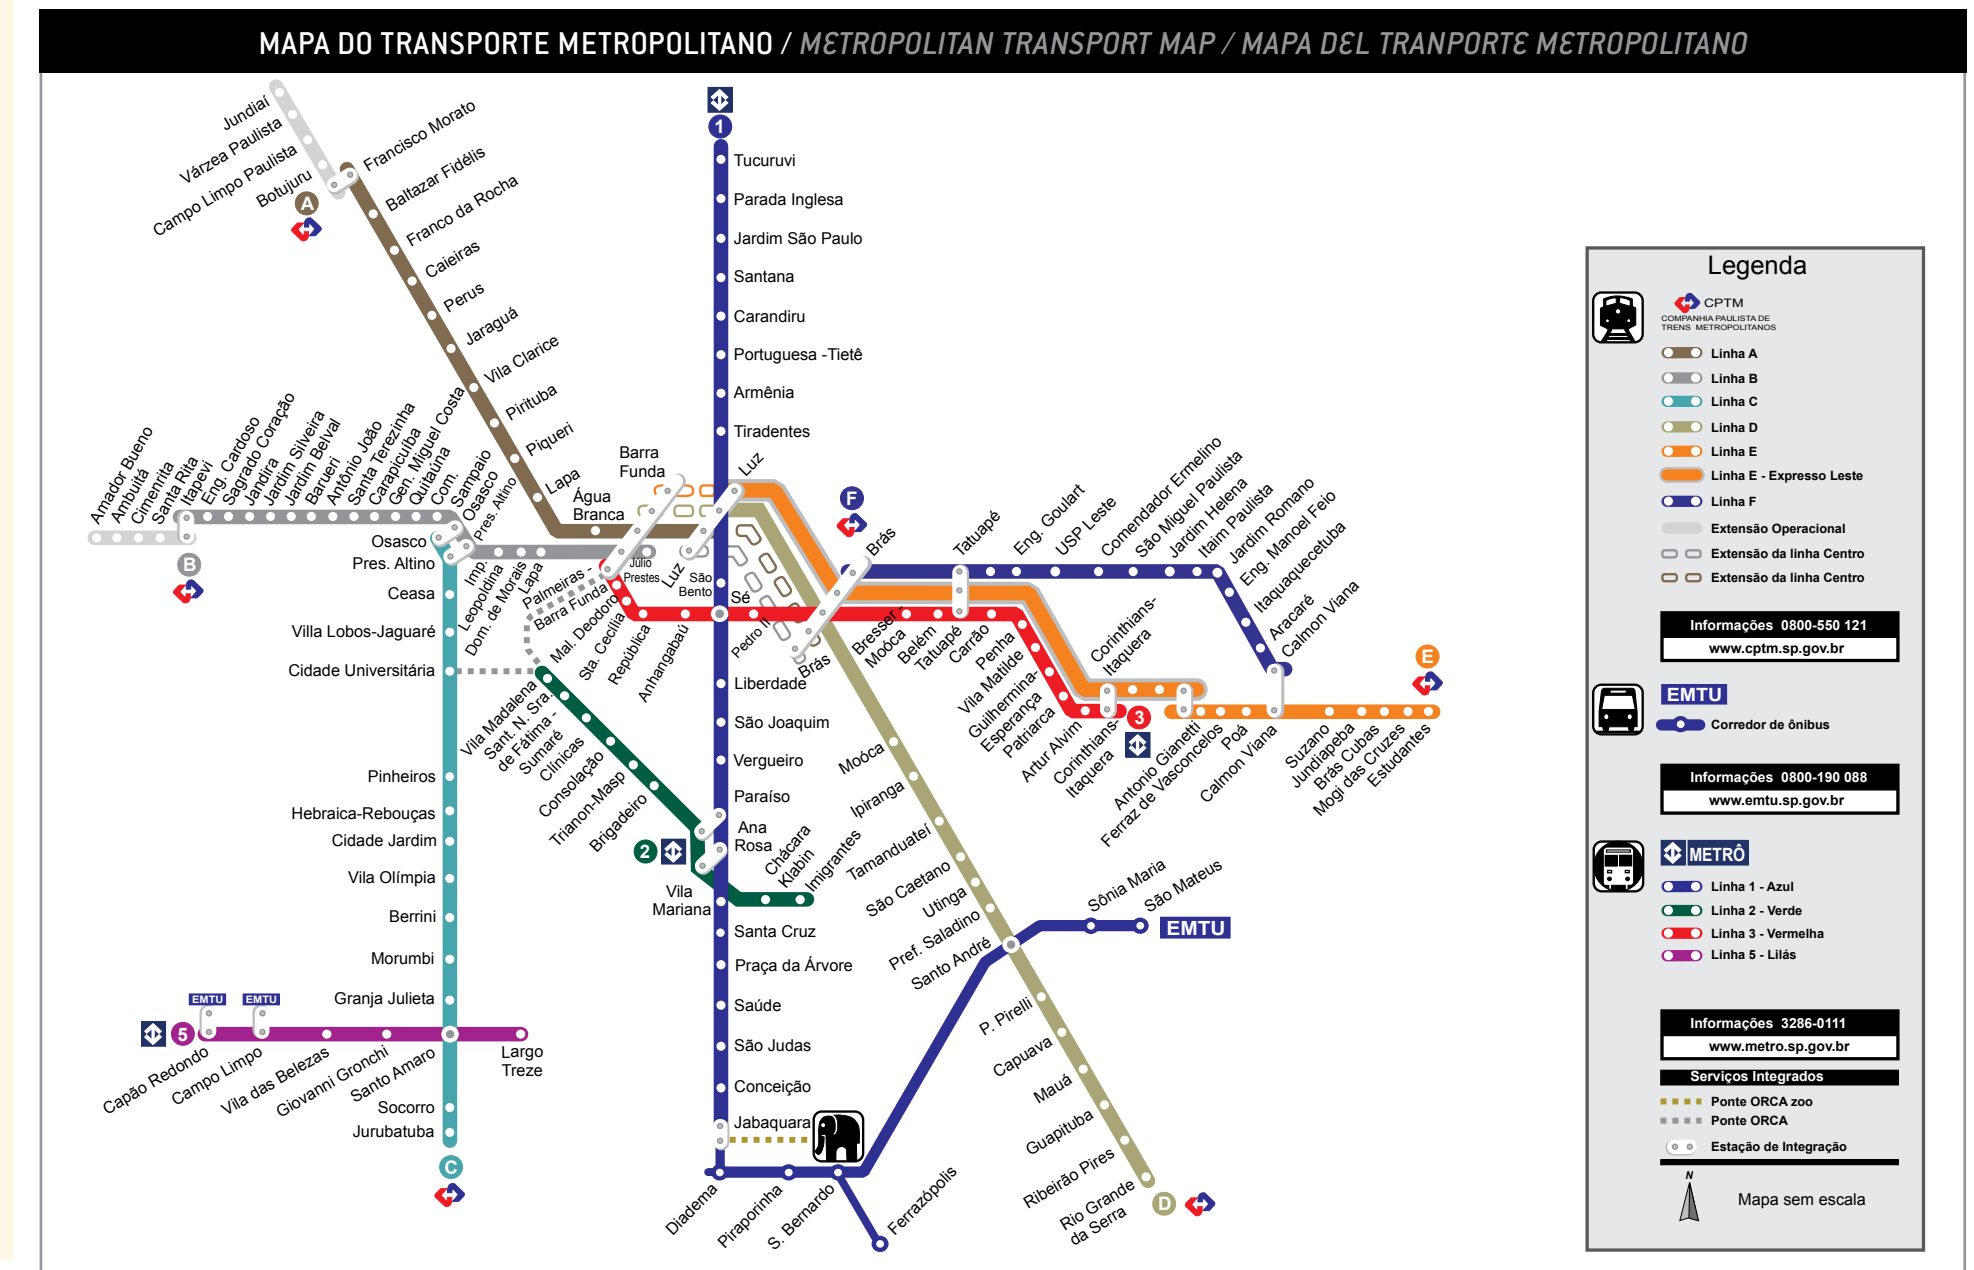 MAPA DO TRANSPORTE METROPOLITANO / METROPOLITAN TRANSPORT MAP / MAPA DEL TRANPORTE METROPOLITANO
Jundiaí
Várzea Paulista
Campo Limpo Paulista
Botujuru
A
Francisco Morato
Baltazar Fidélis
Franco da Rocha
Caieiras
Perus
Jaraguá
Vila Clarice
Pirituba
Piqueri
Lapa
Água
Branca
Barra
Funda
Luz
1
Tucuruvi
Parada Inglesa
Jardim São Paulo
Santana
Carandiru
Portuguesa -Tietê
Armênia
Tiradentes
Luz
São
Bento
Sé
Liberdade
São Joaquim
Vergueiro
Paraíso
Ana
Rosa
Vila
Mariana
Santa Cruz
Praça da Árvore
Saúde
São Judas
Conceição
Jabaquara
Amador Bueno
Ambuitá
Cimenrita
Santa Rita
Itapevi
Eng. Cardoso
Sagrado Coração
Jandira
Jardim Silveira
Jardim Belval
Barueri
Antônio João
Santa Terezinha
Carapicuíba
Gen. Miguel Costa
Quitaúna
Com.
Sampaio
Osasco
Pres. Altino
Imp.
Leopoldina
Dom. de Morais
Lapa
Júlio
Prestes
B
Osasco
Pres. Altino
Ceasa
Villa Lobos-Jaguaré
Cidade Universitária
Pinheiros
Hebraica-Rebouças
Cidade Jardim
Vila Olímpia
Berrini
Morumbi
Granja Julieta
Socorro
Jurubatuba
C
Palmeiras -
Barra Funda
Mal. Deodoro
Sta. Cecília
República
Anhangabaú
Pedro II
Brás
Bresser -
Moóca
Belém
Tatuapé
Carrão
Penha
Vila Matilde
Guilhermina-
Esperança
Patriarca
Artur Alvim
Corinthians-
Itaquera
3
Vila Madalena
Sant. N. Sra.
de Fátima -
Sumaré
Clínicas
Consolação
Trianon-Masp
Brigadeiro
2
Chácara
Klabin
Imigrantes
F
Brás
Tatuapé
Eng. Goulart
USP Leste
Comendador Ermelino
São Miguel Paulista
Jardim Helena
Itaim Paulista
Jardim Romano
Eng. Manoel Feio
Itaquaquecetuba
Aracaré
Calmon Viana
Corinthians-
Itaquera
E
Antonio Gianetti
Ferraz de Vasconcelos
Poá
Calmon Viana
Suzano
Jundiapeba
Brás Cubas
Mogi das Cruzes
Estudantes
Moóca
Ipiranga
Tamanduateí
São Caetano
Utinga
Pref. Saladino
Santo André
P. Pirelli
Capuava
Mauá
Guapituba
Ribeirão Pires
Rio Grande
da Serra
D
Sônia Maria
São Mateus
EMTU
EMTU
EMTU
5
Capão Redondo
Campo Limpo
Vila das Belezas
Giovanni Gronchi
Santo Amaro
Largo
Treze
Diadema
Piraporinha
S. Bernardo
Ferrazópolis
Legenda
CPTM
COMPANHIA PAULISTA DE
TRENS METROPOLITANOS
Linha A
Linha B
Linha C
Linha D
Linha E
Linha E - Expresso Leste
Linha F
Extensão Operacional
Extensão da linha Centro
Extensão da linha Centro
Informações 0800-550 121
www.cptm.sp.gov.br
EMTU
Corredor de ônibus
Informações 0800-190 088
www.emtu.sp.gov.br
METRÔ
Linha 1 - Azul
Linha 2 - Verde
Linha 3 - Vermelha
Linha 5 - Lilás
Informações 3286-0111
www.metro.sp.gov.br
Serviços Integrados
Ponte ORCA zoo
Ponte ORCA
Estação de Integração
N
Mapa sem escala